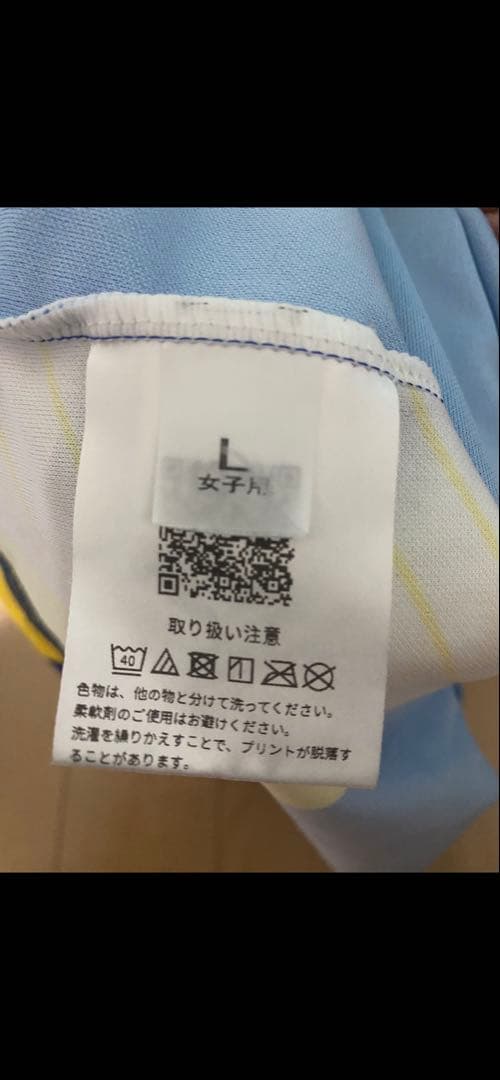 L
女子用
取り扱い注意
40
色物は、他の物と分けて洗ってください。
柔軟剤のご使用はお避けください。
洗濯を繰りかえすことで、プリントが脱落す
ることがあります。